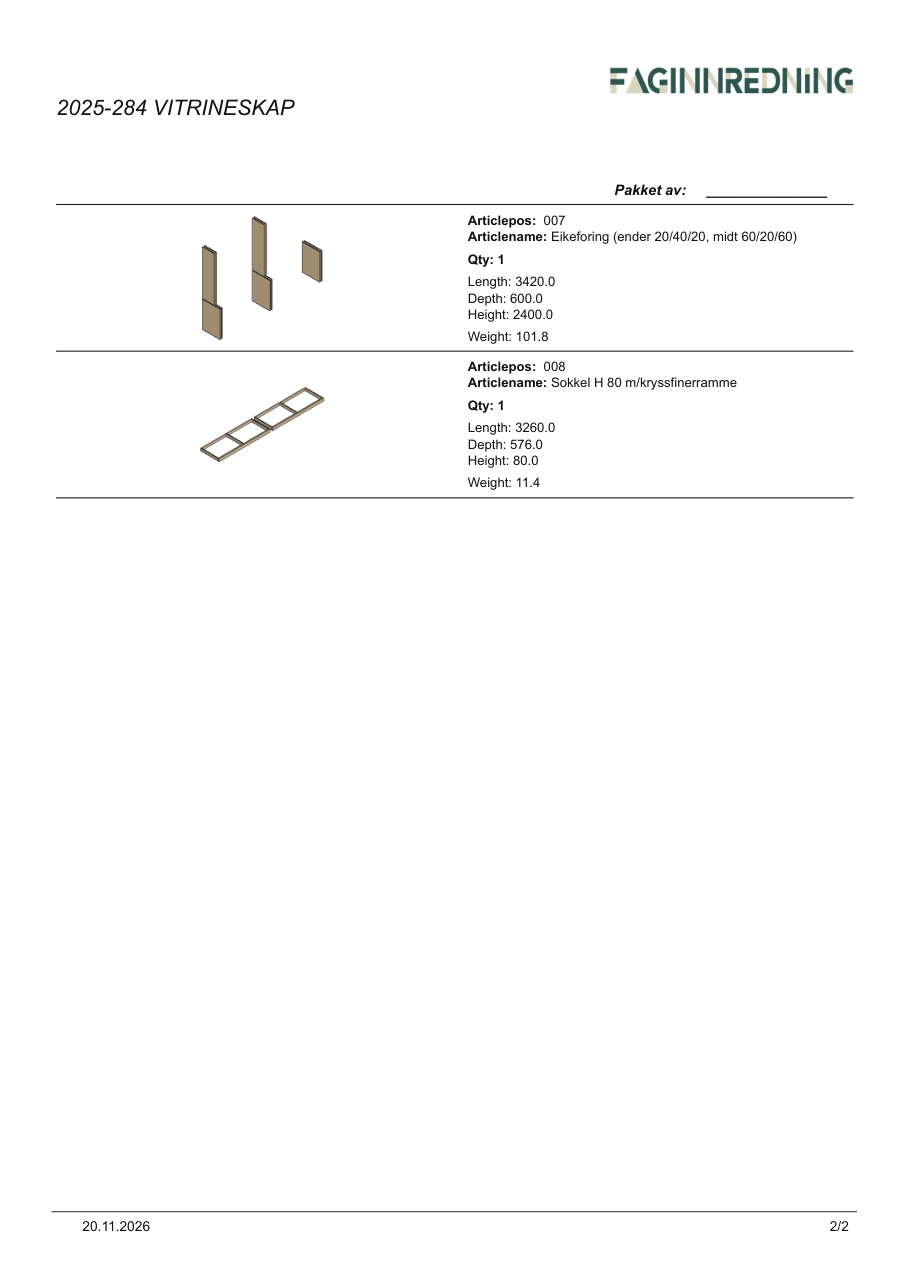 FAGINNREDNING
2025-284 VITRINESKAP
Pakket av: _______________
Articlepos: 007
Articlename: Eikeforing (ender 20/40/20, midt 60/20/60)
Qty: 1
Length: 3420.0
Depth: 600.0
Height: 2400.0
Weight: 101.8
Articlepos: 008
Articlename: Sokkel H 80 m/kryssfinerramme
Qty: 1
Length: 3260.0
Depth: 576.0
Height: 80.0
Weight: 11.4
20.11.2026 2/2